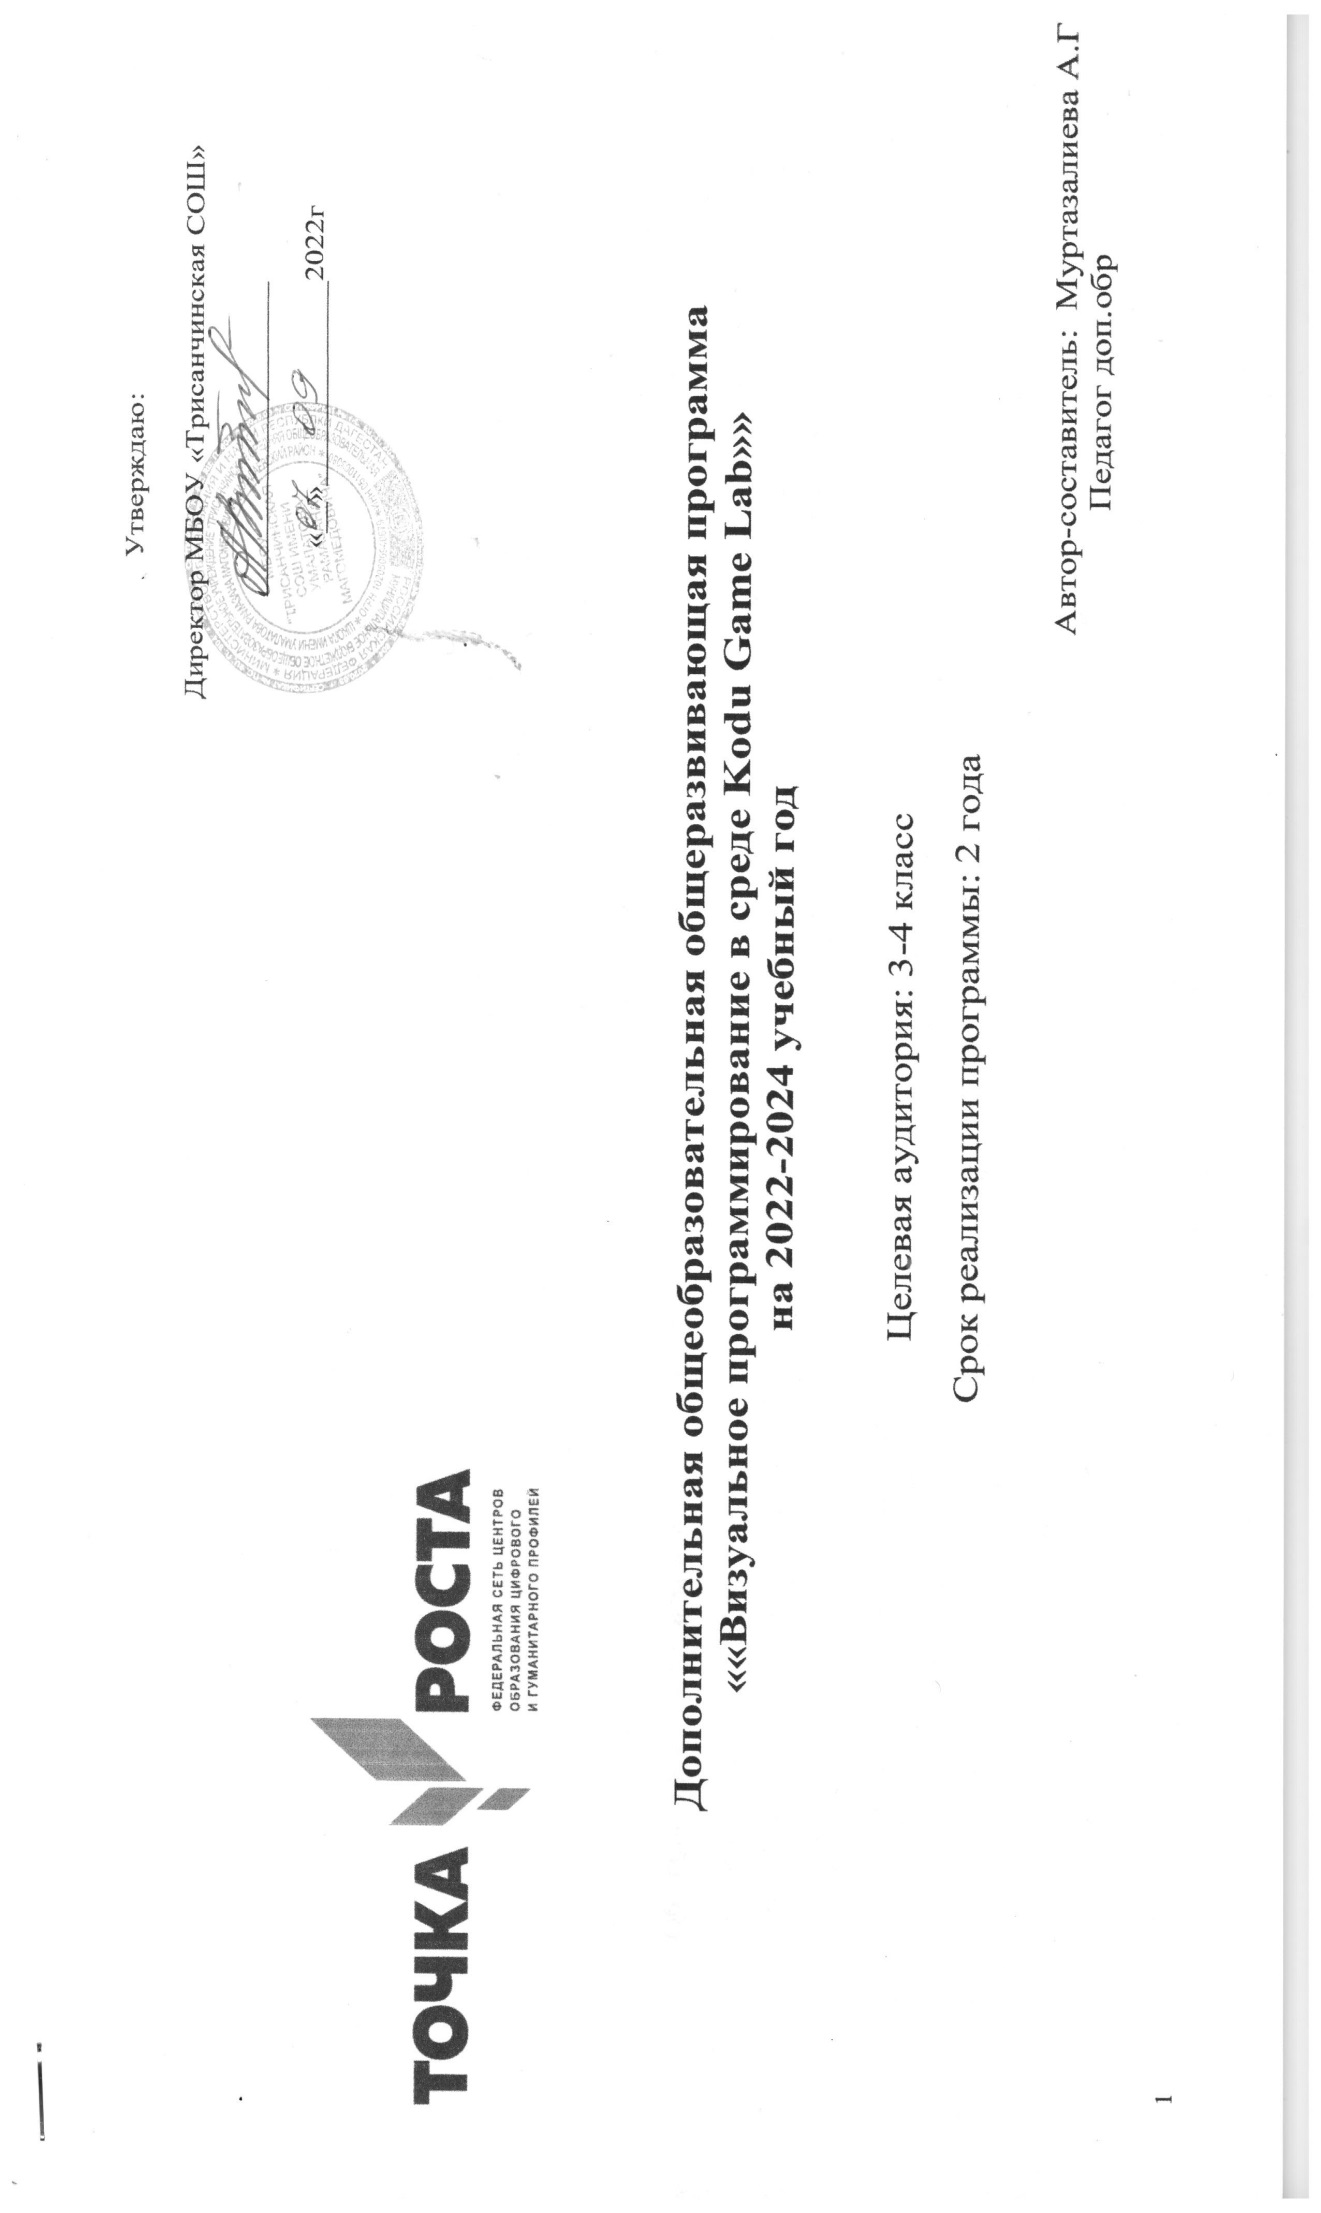 Утверждаю:
Директор МБОУ «Трисанчинская СОШ»
« » 09 2022г
ТОЧКА РОСТА
ФЕДЕРАЛЬНАЯ СЕТЬ ЦЕНТРОВ
ОБРАЗОВАНИЯ ЦИФРОВОГО
И ГУМАНИТАРНОГО ПРОФИЛЕЙ
Дополнительная общеобразовательная общеразвивающая программа
««Визуальное программирование в среде Kodu Game Lab»»
на 2022-2024 учебный год
Целевая аудитория: 3-4 класс
Срок реализации программы: 2 года
Автор-составитель: Муртазалиева А.Г
Педагог доп.обр
1